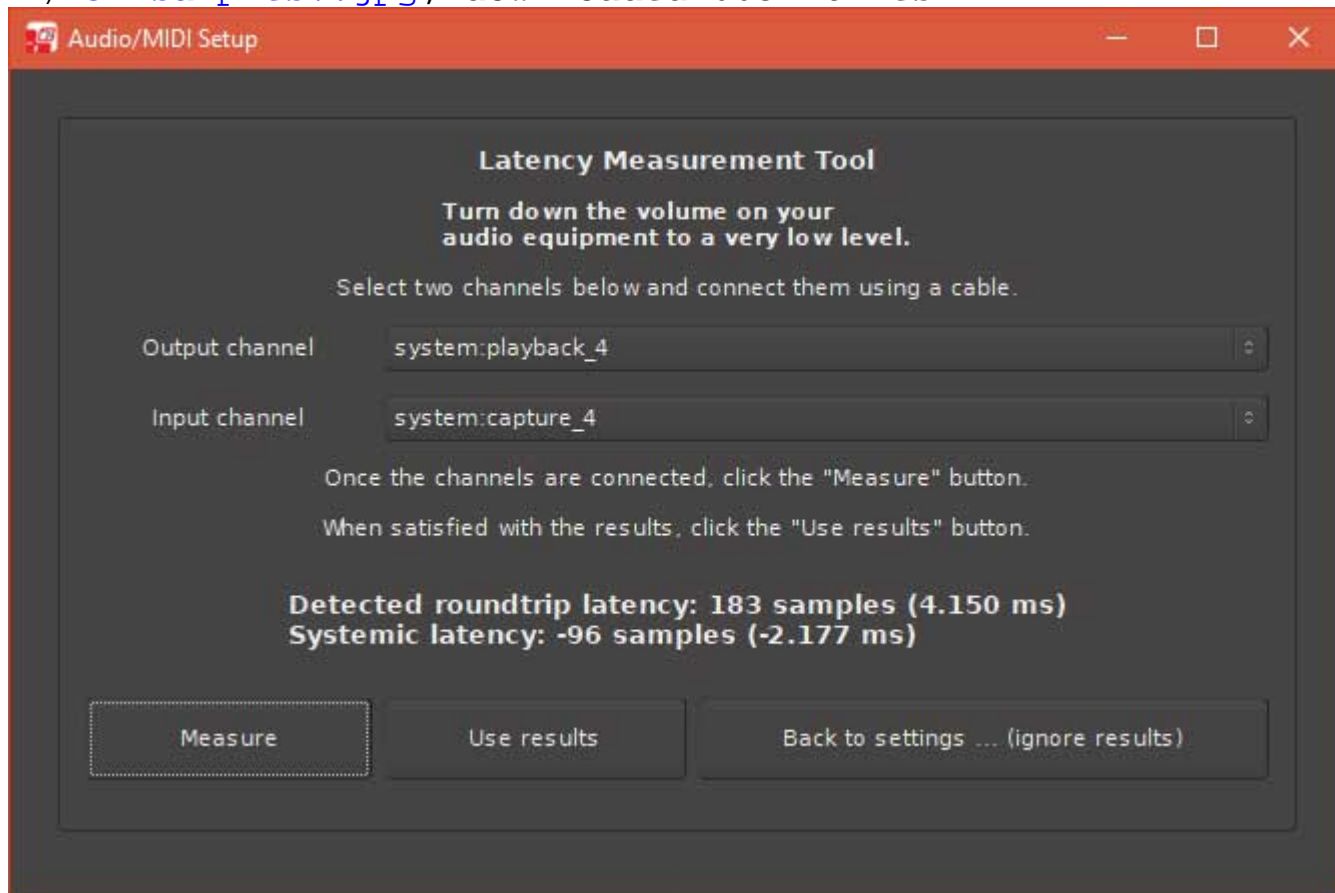 Audio/MIDI Setup
Latency Measurement Tool
Turn down the volume on your
audio equipment to a very low level.
Select two channels below and connect them using a cable.
Output channel system:playback_4
Input channel system:capture_4
Once the channels are connected, click the "Measure" button.
When satisfied with the results, click the "Use results" button.
Detected roundtrip latency: 183 samples (4.150 ms)
Systemic latency: -96 samples (-2.177 ms)
Measure Use results Back to settings ... (ignore results)